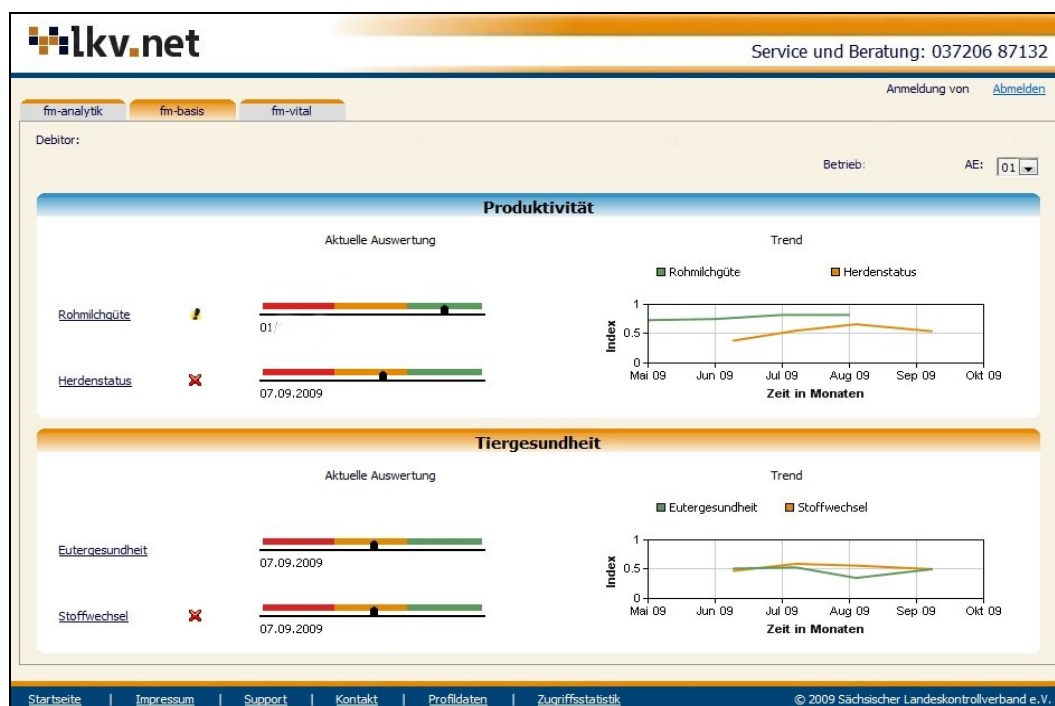 lkv.net
Service und Beratung: 037206 87132
Anmeldung von Abmelden
fm-analytik fm-basis fm-vital
Debitor:
Betrieb: AE: 01
Produktivität
Aktuelle Auswertung Trend
Rohmilchgüte Herdenstatus
Rohmilchgüte
01/
Herdenstatus
07.09.2009
Index
1
0.5
0
Mai 09 Jun 09 Jul 09 Aug 09 Sep 09 Okt 09
Zeit in Monaten
Tiergesundheit
Aktuelle Auswertung Trend
Eutergesundheit Stoffwechsel
Eutergesundheit
07.09.2009
Stoffwechsel
07.09.2009
Index
1
0.5
0
Mai 09 Jun 09 Jul 09 Aug 09 Sep 09 Okt 09
Zeit in Monaten
Startseite | Impressum | Support | Kontakt | Profildaten | Zugriffsstatistik © 2009 Sächsischer Landeskontrollverband e.V.